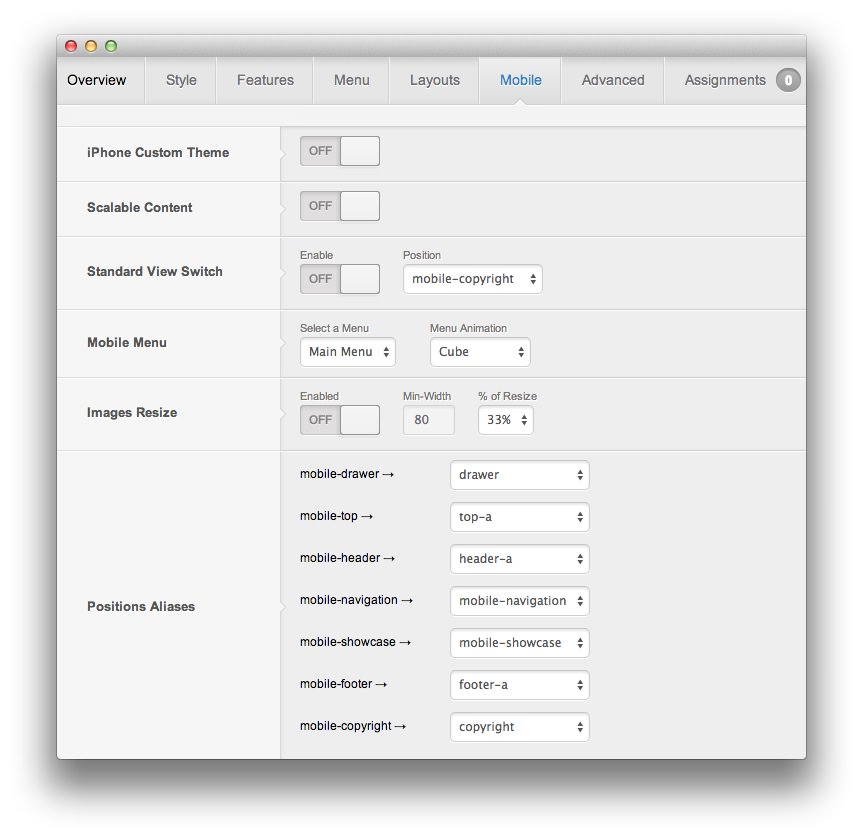 Overview Style Features Menu Layouts Mobile Advanced Assignments 0
iPhone Custom Theme OFF
Scalable Content OFF
Enable Position
Standard View Switch OFF mobile-copyright
Select a Menu Menu Animation
Mobile Menu Main Menu Cube
Enabled Min-Width % of Resize
Images Resize OFF 80 33%
mobile-drawer → drawer
mobile-top → top-a
mobile-header → header-a
mobile-navigation → mobile-navigation
Positions Aliases
mobile-showcase → mobile-showcase
mobile-footer → footer-a
mobile-copyright → copyright